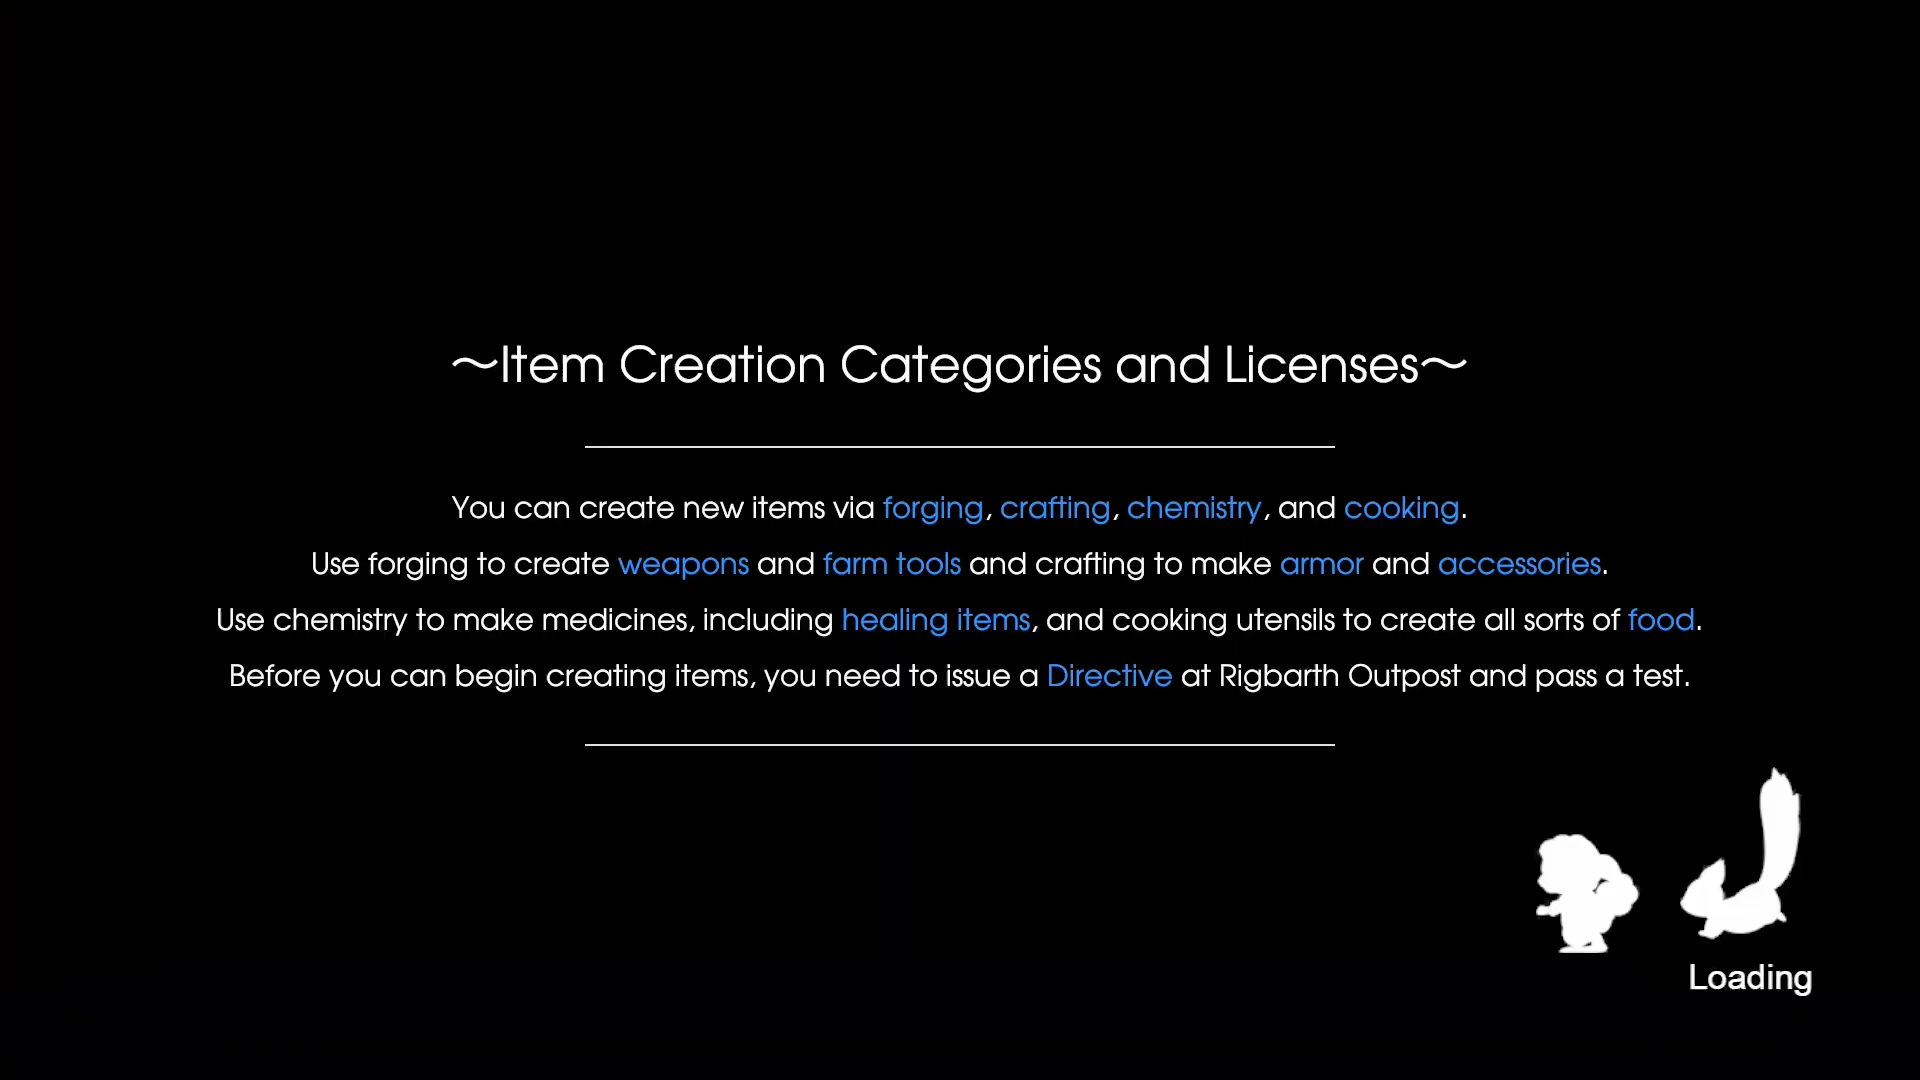 ～Item Creation Categories and Licenses～
You can create new items via forging, crafting, chemistry, and cooking.
Use forging to create weapons and farm tools and crafting to make armor and accessories.
Use chemistry to make medicines, including healing items, and cooking utensils to create all sorts of food.
Before you can begin creating items, you need to issue a Directive at Rigbarth Outpost and pass a test.
Loading